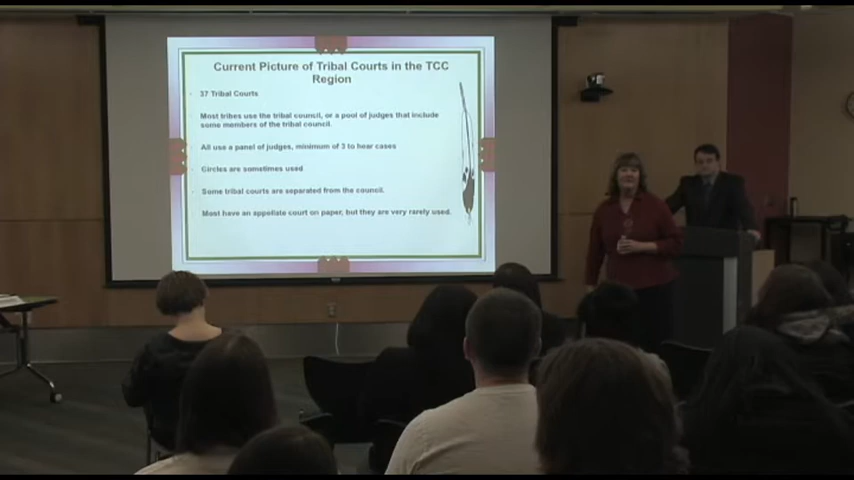 Current Picture of Tribal Courts in the TCC
Region
37 Tribal Courts
Most tribes use the tribal council, or a pool of judges that include
some members of the tribal council.
All use a panel of judges, minimum of 3 to hear cases
Circles are sometimes used
Some tribal courts are separated from the council.
Most have an appellate court on paper, but they are very rarely used.